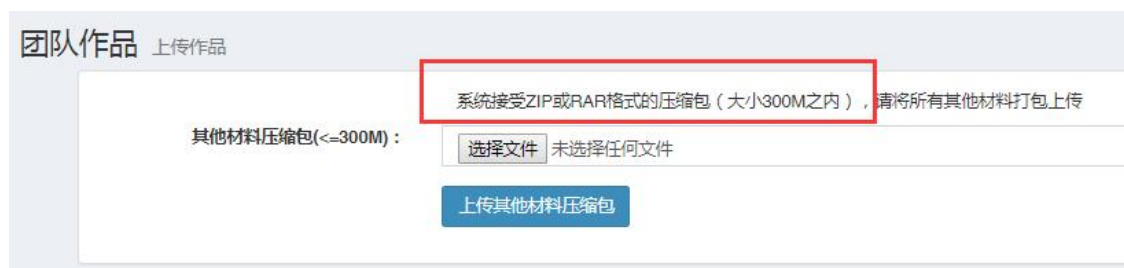 团队作品 上传作品
系统接受ZIP或RAR格式的压缩包（大小300M之内），请将所有其他材料打包上传
其他材料压缩包(<=300M)：
选择文件 未选择任何文件
上传其他材料压缩包